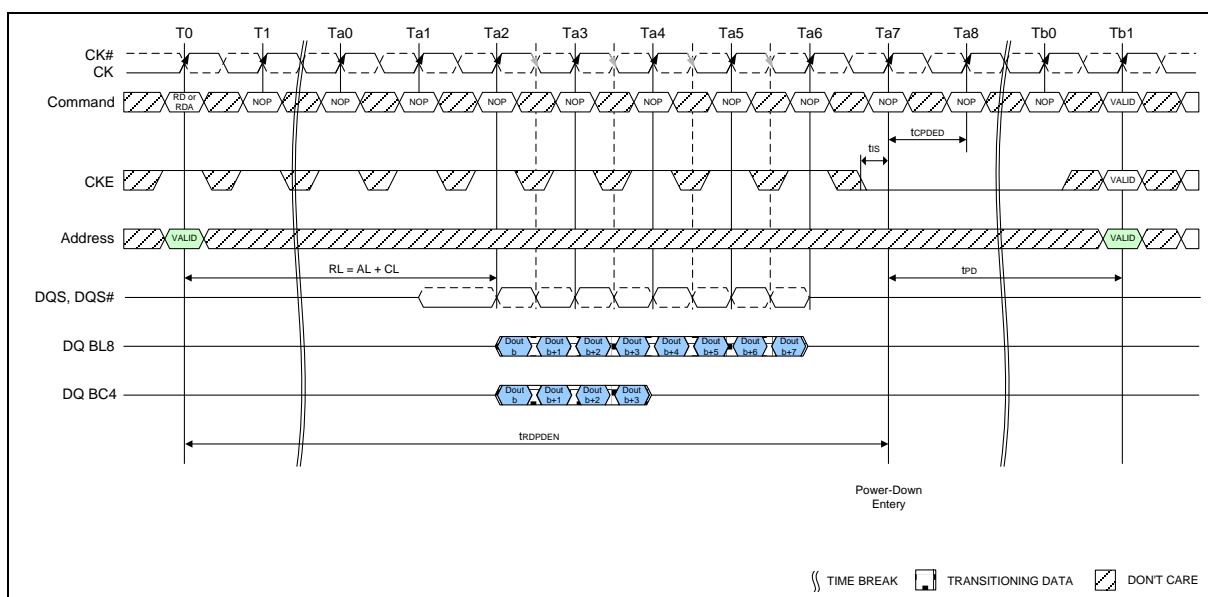 T0 T1 Ta0 Ta1 Ta2 Ta3 Ta4 Ta5 Ta6 Ta7 Ta8 Tb0 Tb1
CK#
CK
Command
RD or
RDA
NOP NOP NOP NOP NOP NOP NOP NOP NOP NOP NOP VALID
tCPDED
tIS
CKE
VALID
Address
VALID VALID
RL = AL + CL
tPD
DQS, DQS#
DQ BL8
Dout
b
Dout
b+1
Dout
b+2
Dout
b+3
Dout
b+4
Dout
b+5
Dout
b+6
Dout
b+7
DQ BC4
Dout
b
Dout
b+1
Dout
b+2
Dout
b+3
tRDPDEN
Power-Down
Entery
TIME BREAK TRANSITIONING DATA DON'T CARE